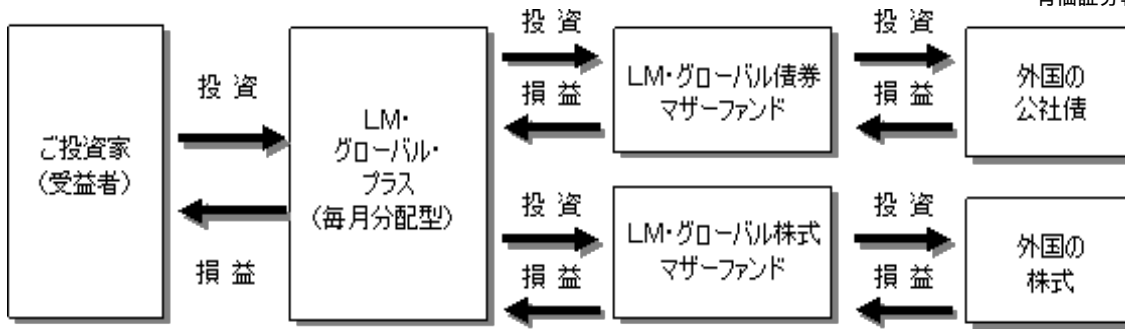 ご投資家
(受益者)
投 資
損 益
LM・
グローバル・
プラス
(毎月分配型)
投 資
損 益
LM・グローバル債券
マザーファンド
投 資
損 益
外国の
公社債
投 資
損 益
LM・グローバル株式
マザーファンド
投 資
損 益
外国の
株式